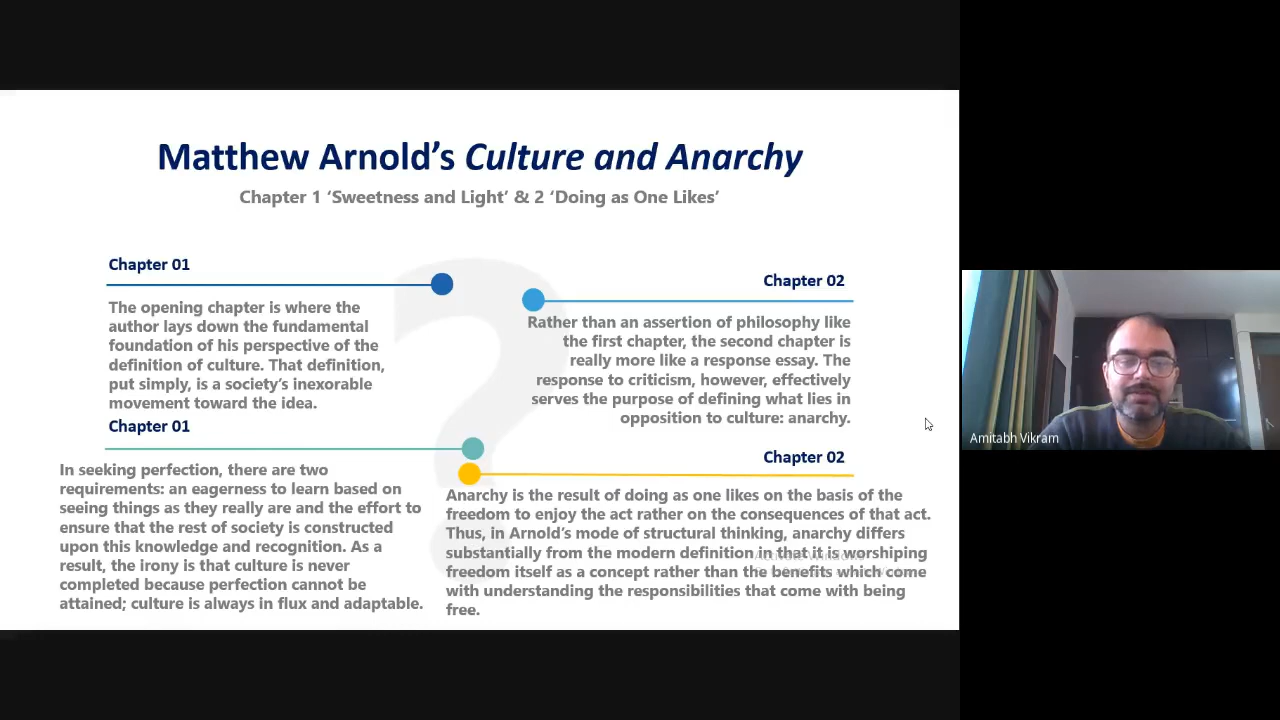 Matthew Arnold’s Culture and Anarchy
Chapter 1 ‘Sweetness and Light’ & 2 ‘Doing as One Likes’
Chapter 01
The opening chapter is where the
author lays down the fundamental
foundation of his perspective of the
definition of culture. That definition,
put simply, is a society’s inexorable
movement toward the idea.
Chapter 01
In seeking perfection, there are two
requirements: an eagerness to learn based on
seeing things as they really are and the effort to
ensure that the rest of society is constructed
upon this knowledge and recognition. As a
result, the irony is that culture is never
completed because perfection cannot be
attained; culture is always in flux and adaptable.
Chapter 02
Rather than an assertion of philosophy like
the first chapter, the second chapter is
really more like a response essay. The
response to criticism, however, effectively
serves the purpose of defining what lies in
opposition to culture: anarchy.
Chapter 02
Anarchy is the result of doing as one likes on the basis of the
freedom to enjoy the act rather on the consequences of that act.
Thus, in Arnold’s mode of structural thinking, anarchy differs
substantially from the modern definition in that it is worshiping
freedom itself as a concept rather than the benefits which come
with understanding the responsibilities that come with being
free.
Amitabh Vikram